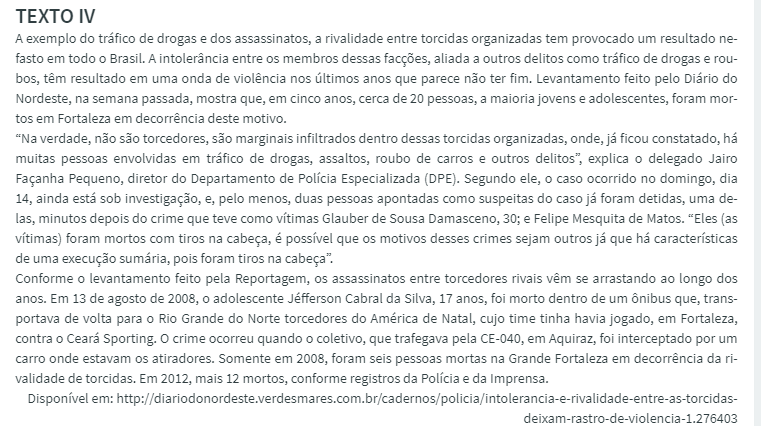 TEXTO IV
A exemplo do tráfico de drogas e dos assassinatos, a rivalidade entre torcidas organizadas tem provocado um resultado ne-
fasto em todo o Brasil. A intolerância entre os membros dessas facções, aliada a outros delitos como tráfico de drogas e rou-
bos, têm resultado em uma onda de violência nos últimos anos que parece não ter fim. Levantamento feito pelo Diário do
Nordeste, na semana passada, mostra que, em cinco anos, cerca de 20 pessoas, a maioria jovens e adolescentes, foram mor-
tos em Fortaleza em decorrência deste motivo.
“Na verdade, não são torcedores, são marginais infiltrados dentro dessas torcidas organizadas, onde, já ficou constatado, há
muitas pessoas envolvidas em tráfico de drogas, assaltos, roubo de carros e outros delitos”, explica o delegado Jairo
Façanha Pequeno, diretor do Departamento de Polícia Especializada (DPE). Segundo ele, o caso ocorrido no domingo, dia
14, ainda está sob investigação, e, pelo menos, duas pessoas apontadas como suspeitas do caso já foram detidas, uma de-
las, minutos depois do crime que teve como vítimas Glauber de Sousa Damasceno, 30; e Felipe Mesquita de Matos. “Eles (as
vítimas) foram mortos com tiros na cabeça, é possível que os motivos desses crimes sejam outros já que há características
de uma execução sumária, pois foram tiros na cabeça”.
Conforme o levantamento feito pela Reportagem, os assassinatos entre torcedores rivais vêm se arrastando ao longo dos
anos. Em 13 de agosto de 2008, o adolescente Jéfferson Cabral da Silva, 17 anos, foi morto dentro de um ônibus que, trans-
portava de volta para o Rio Grande do Norte torcedores do América de Natal, cujo time tinha havia jogado, em Fortaleza,
contra o Ceará Sporting. O crime ocorreu quando o coletivo, que trafegava pela CE-040, em Aquiraz, foi interceptado por um
carro onde estavam os atiradores. Somente em 2008, foram seis pessoas mortas na Grande Fortaleza em decorrência da ri-
validade de torcidas. Em 2012, mais 12 mortos, conforme registros da Polícia e da Imprensa.
Disponível em: http://diariodonordeste.verdesmares.com.br/cadernos/policia/intolerancia-e-rivalidade-entre-as-torcidas-
deixam-rastro-de-violencia-1.276403